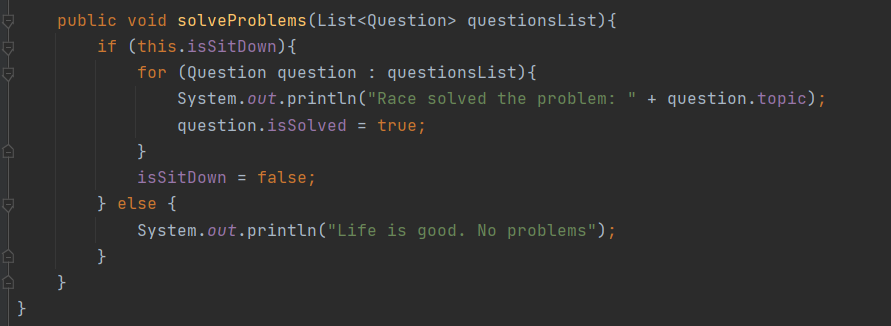 public void solveProblems(List<Question> questionsList){
if (this.isSitDown){
for (Question question : questionsList){
System.out.println("Race solved the problem: " + question.topic);
question.isSolved = true;
}
isSitDown = false;
} else {
System.out.println("Life is good. No problems");
}
}
}